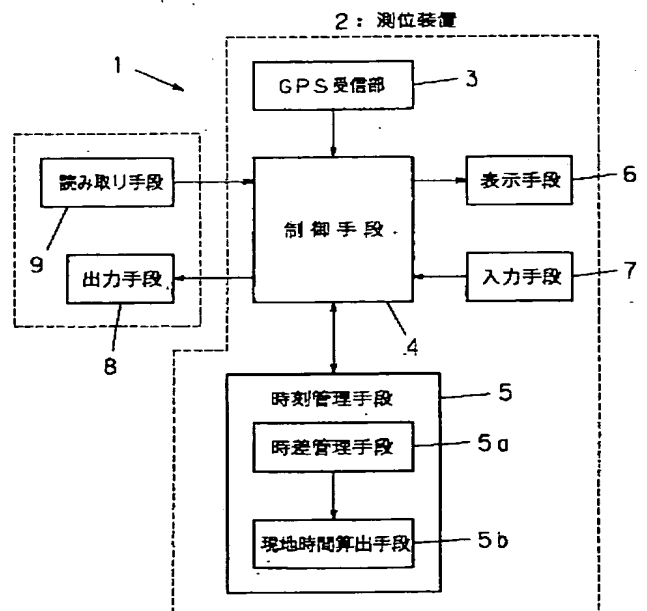 2: 測位装置
1
GPS受信部
3
読み取り手段
9
制御手段
4
表示手段
6
出力手段
8
入力手段
7
時刻管理手段
5
時差管理手段
5a
現地時間算出手段
5b